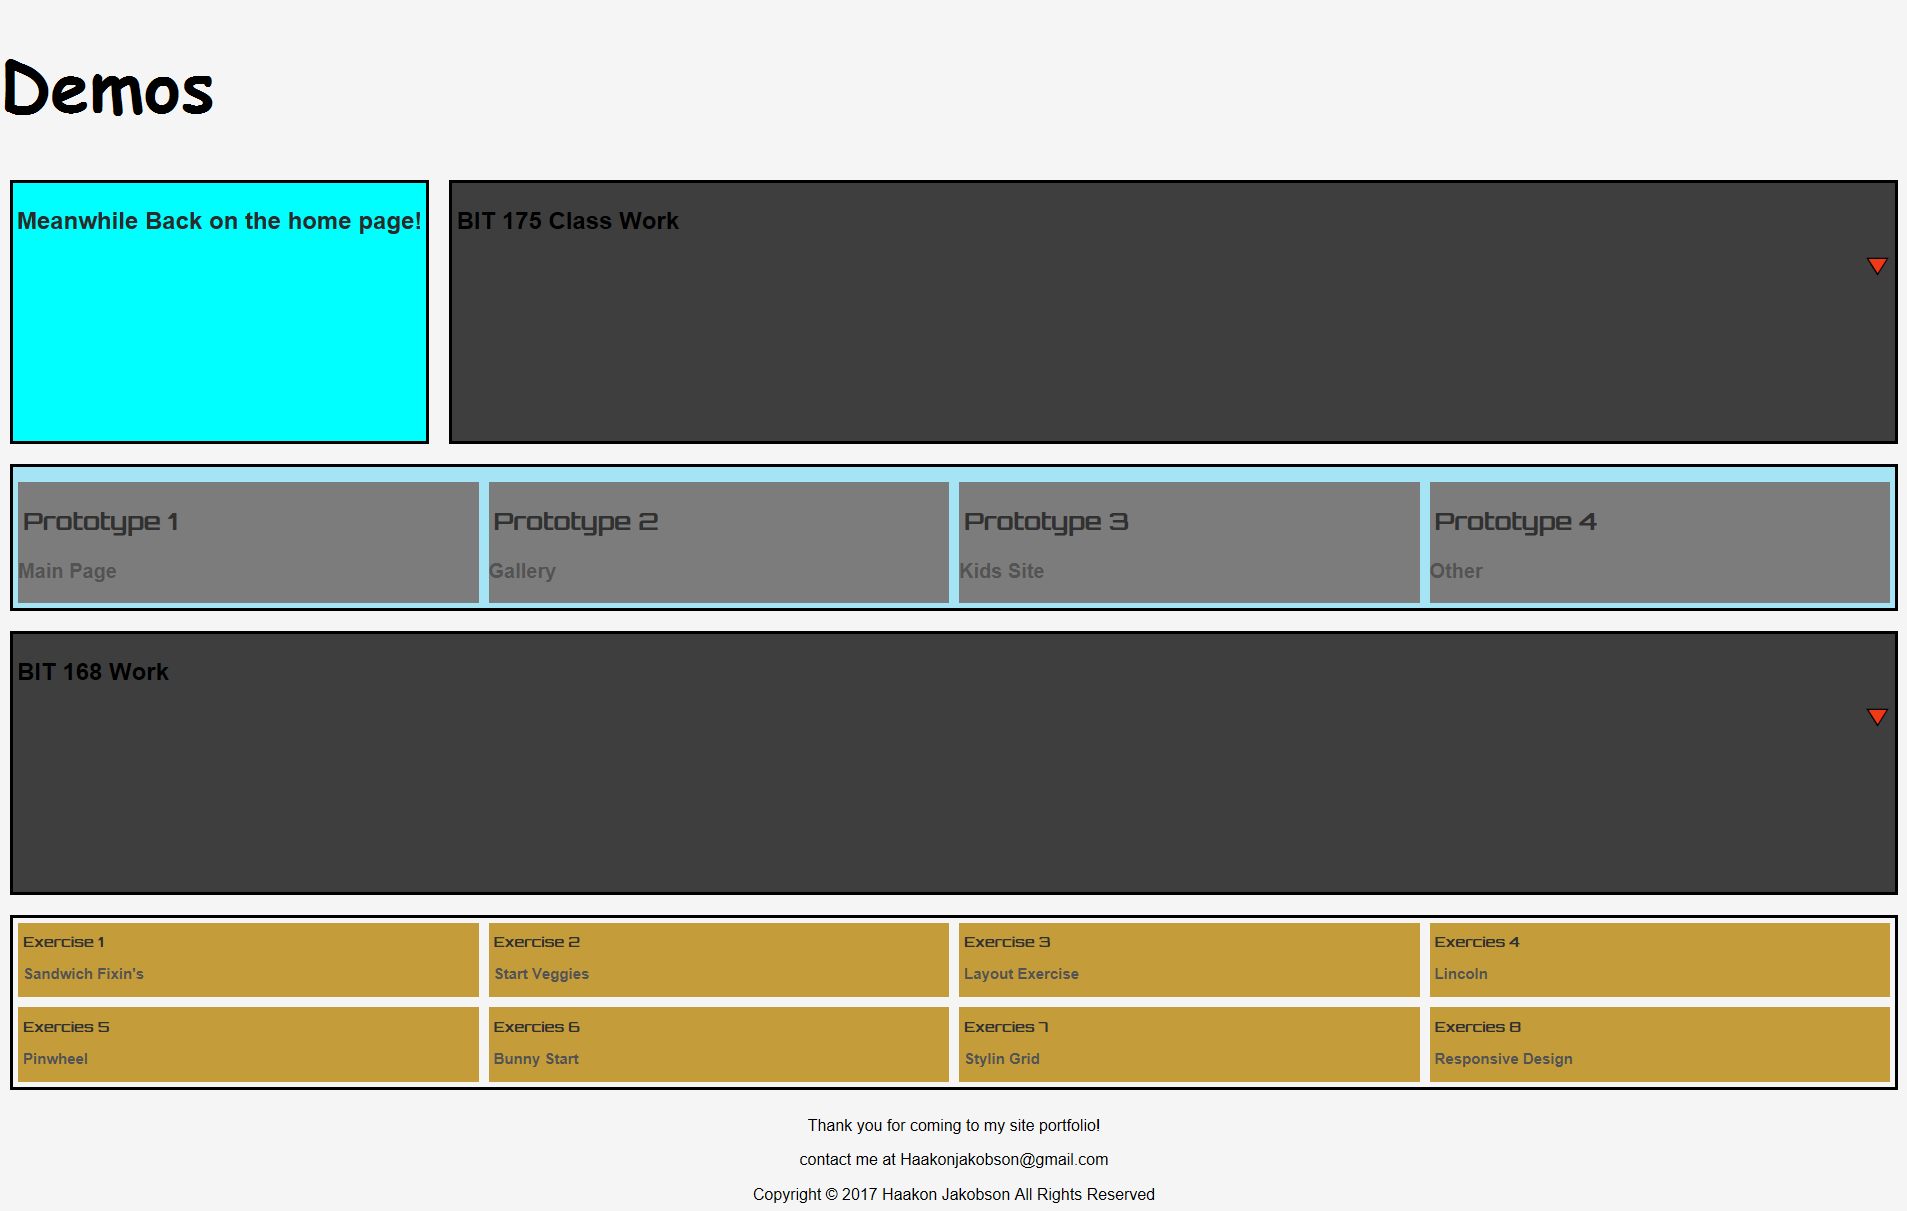 Demos
Meanwhile Back on the home page!
BIT 175 Class Work
Prototype 1
Main Page
Prototype 2
Gallery
Prototype 3
Kids Site
Prototype 4
Other
BIT 168 Work
Exercise 1
Sandwich Fixin's
Exercise 2
Start Veggies
Exercise 3
Layout Exercise
Exercies 4
Lincoln
Exercies 5
Pinwheel
Exercies 6
Bunny Start
Exercies 7
Stylin Grid
Exercies 8
Responsive Design
Thank you for coming to my site portfolio!
contact me at Haakonjakobson@gmail.com
Copyright © 2017 Haakon Jakobson All Rights Reserved